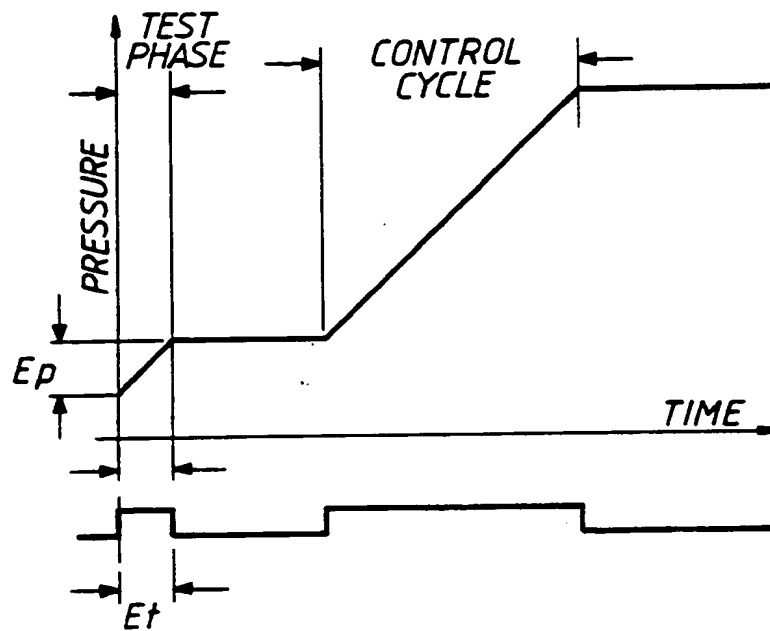 TEST
PHASE
CONTROL
CYCLE
PRESSURE
Ep
TIME
Et